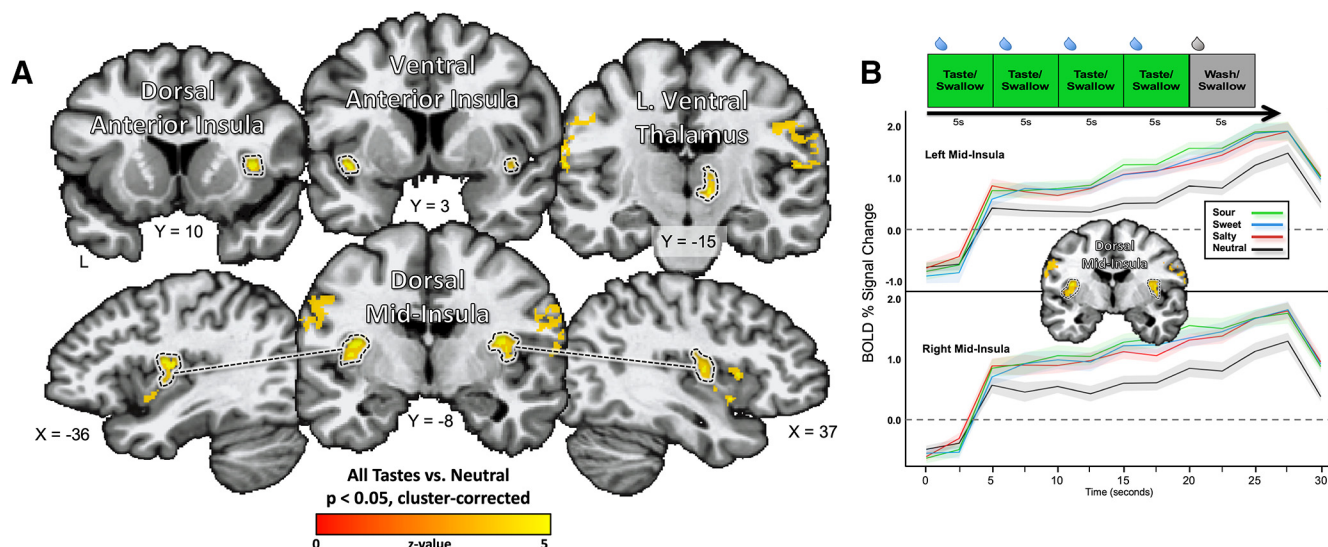 A
Dorsal
Anterior Insula
Ventral
Anterior Insula
L. Ventral
Thalamus
L
Y = 10
Y = 3
Y = -15
Dorsal
Mid-Insula
X = -36
Y = -8
X = 37
All Tastes vs. Neutral
p < 0.05, cluster-corrected
0
z-value
5
B
Taste/
Swallow
Taste/
Swallow
Taste/
Swallow
Taste/
Swallow
Wash/
Swallow
5s
5s
5s
5s
5s
BOLD % Signal Change
2.0
1.0
0.0
-1.0
Left Mid-Insula
Sour
Sweet
Salty
Neutral
Dorsal
Mid-Insula
2.0
1.0
0.0
Right Mid-Insula
0
5
10
15
20
25
30
Time (seconds)